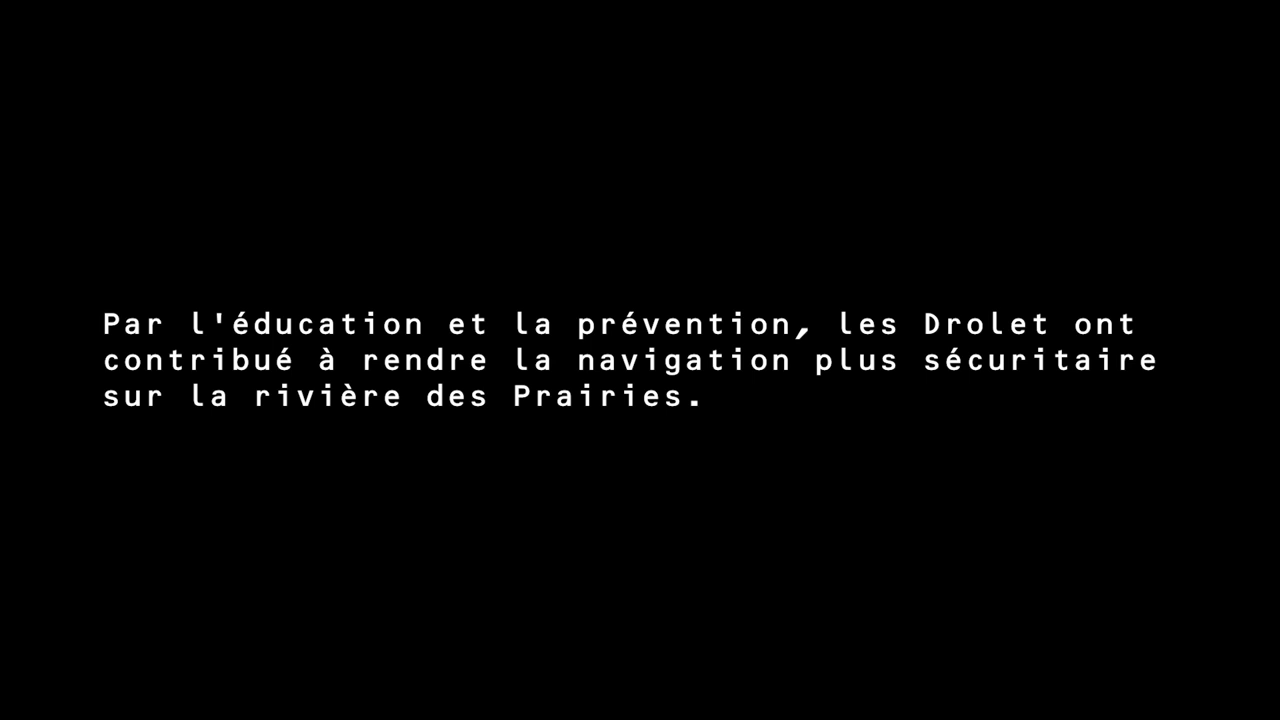 Par l'éducation et la prévention, les Drolet ont
contribué à rendre la navigation plus sécuritaire
sur la rivière des Prairies.